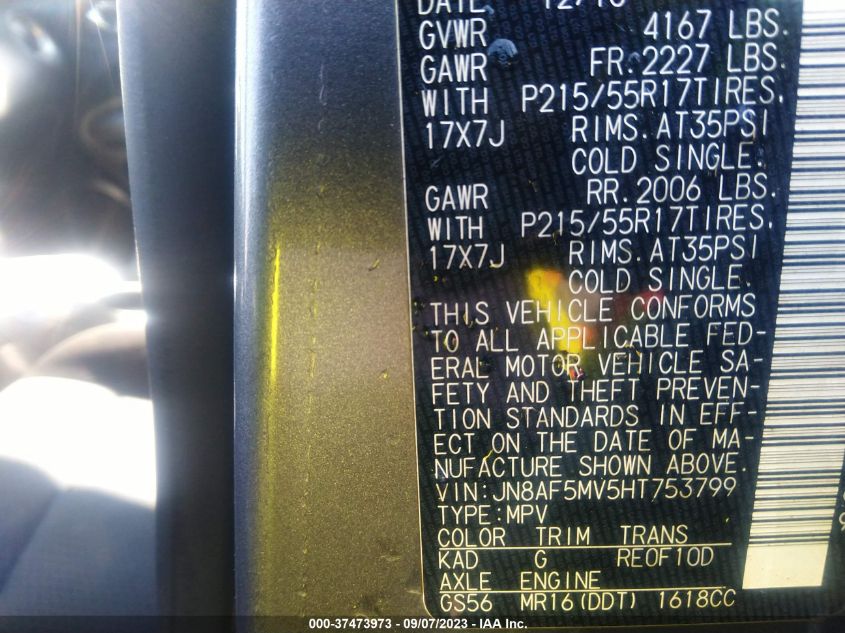 DATE 12/16
GVWR 4167 LBS.
GAWR FR. 2227 LBS.
WITH P215/55R17TIRES.
17X7J RIMS. AT35PSI
COLD SINGLE.
GAWR RR. 2006 LBS.
WITH P215/55R17TIRES.
17X7J RIMS. AT35PSI
COLD SINGLE.
THIS VEHICLE CONFORMS
TO ALL APPLICABLE FED-
ERAL MOTOR VEHICLE SA-
FETY AND THEFT PREVEN-
TION STANDARDS IN EFF-
ECT ON THE DATE OF MA-
NUFACTURE SHOWN ABOVE.
VIN:JN8AF5MV5HT753799
TYPE:MPV
COLOR TRIM TRANS
KAD G RE0F10D
AXLE ENGINE
GS56 MR16(DDT) 1618CC
000-37473973 - 09/07/2023 - IAA Inc.